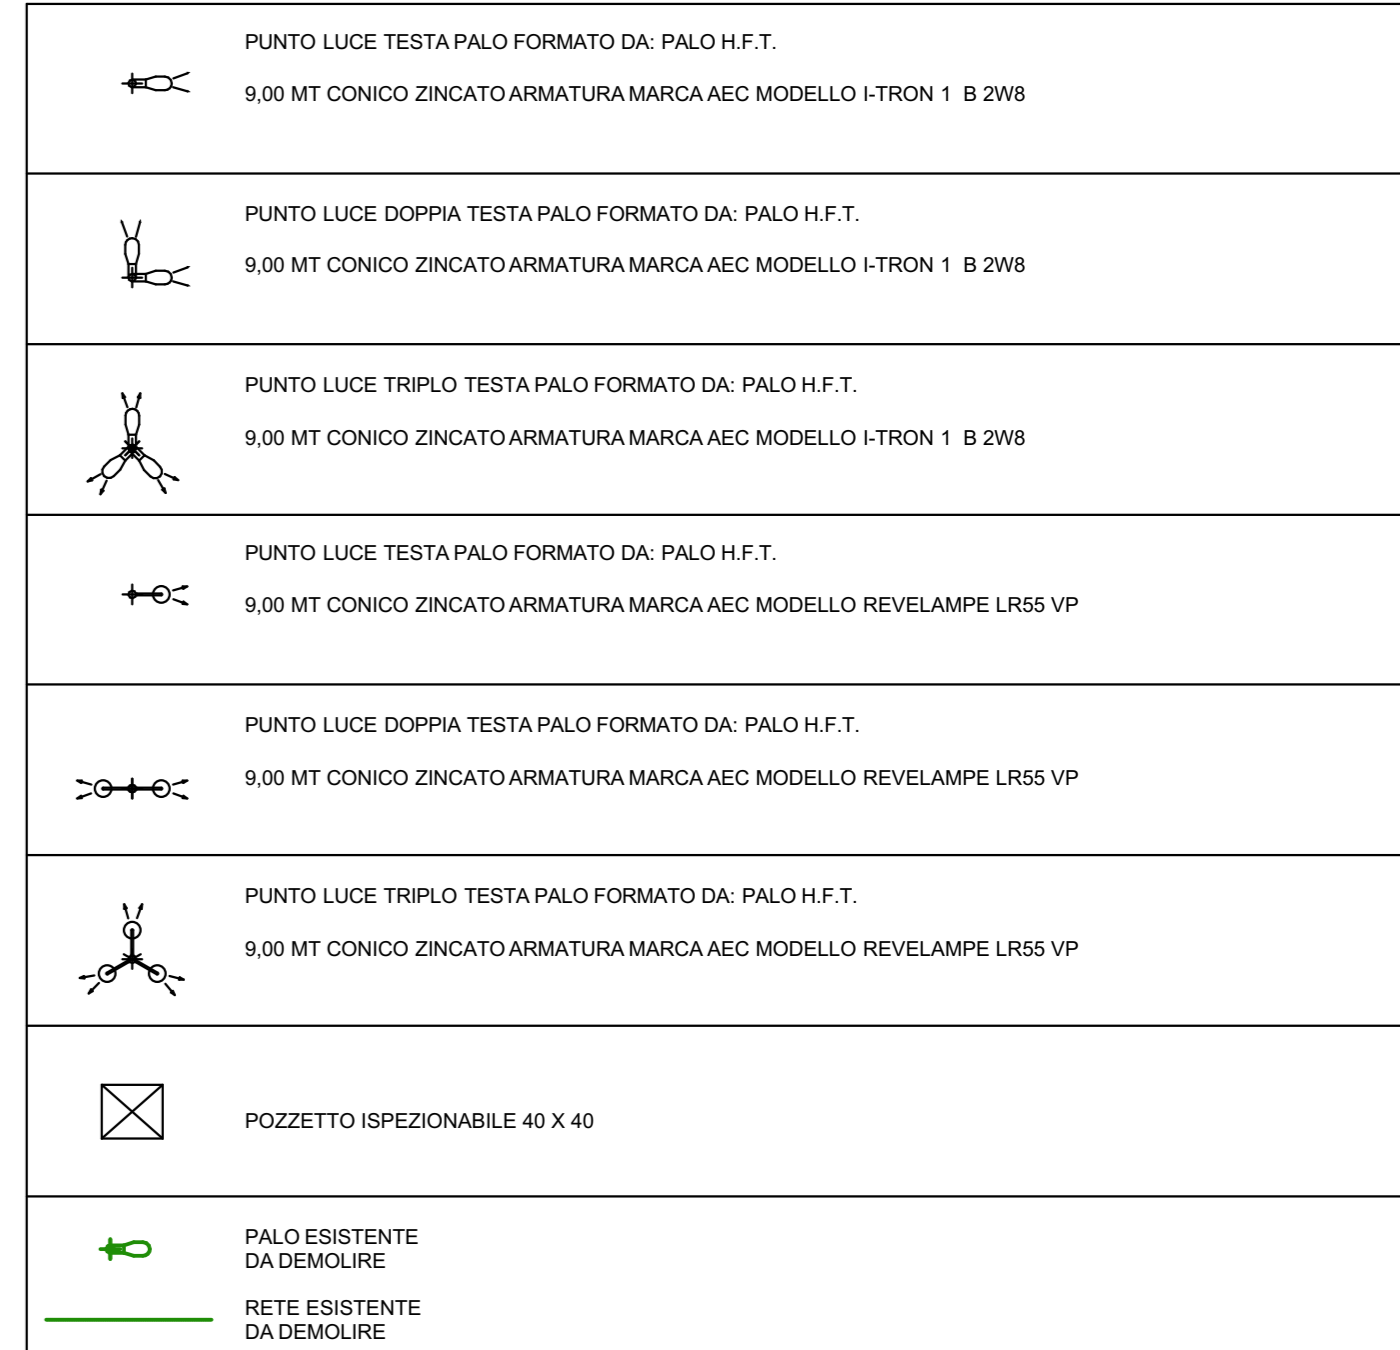 PUNTO LUCE TESTA PALO FORMATO DA: PALO H.F.T.
9,00 MT CONICO ZINCATO ARMATURA MARCA AEC MODELLO I-TRON 1 B 2W8
PUNTO LUCE DOPPIA TESTA PALO FORMATO DA: PALO H.F.T.
9,00 MT CONICO ZINCATO ARMATURA MARCA AEC MODELLO I-TRON 1 B 2W8
PUNTO LUCE TRIPLO TESTA PALO FORMATO DA: PALO H.F.T.
9,00 MT CONICO ZINCATO ARMATURA MARCA AEC MODELLO I-TRON 1 B 2W8
PUNTO LUCE TESTA PALO FORMATO DA: PALO H.F.T.
9,00 MT CONICO ZINCATO ARMATURA MARCA AEC MODELLO REVELAMPE LR55 VP
PUNTO LUCE DOPPIA TESTA PALO FORMATO DA: PALO H.F.T.
9,00 MT CONICO ZINCATO ARMATURA MARCA AEC MODELLO REVELAMPE LR55 VP
PUNTO LUCE TRIPLO TESTA PALO FORMATO DA: PALO H.F.T.
9,00 MT CONICO ZINCATO ARMATURA MARCA AEC MODELLO REVELAMPE LR55 VP
POZZETTO ISPEZIONABILE 40 X 40
PALO ESISTENTE
DA DEMOLIRE
RETE ESISTENTE
DA DEMOLIRE